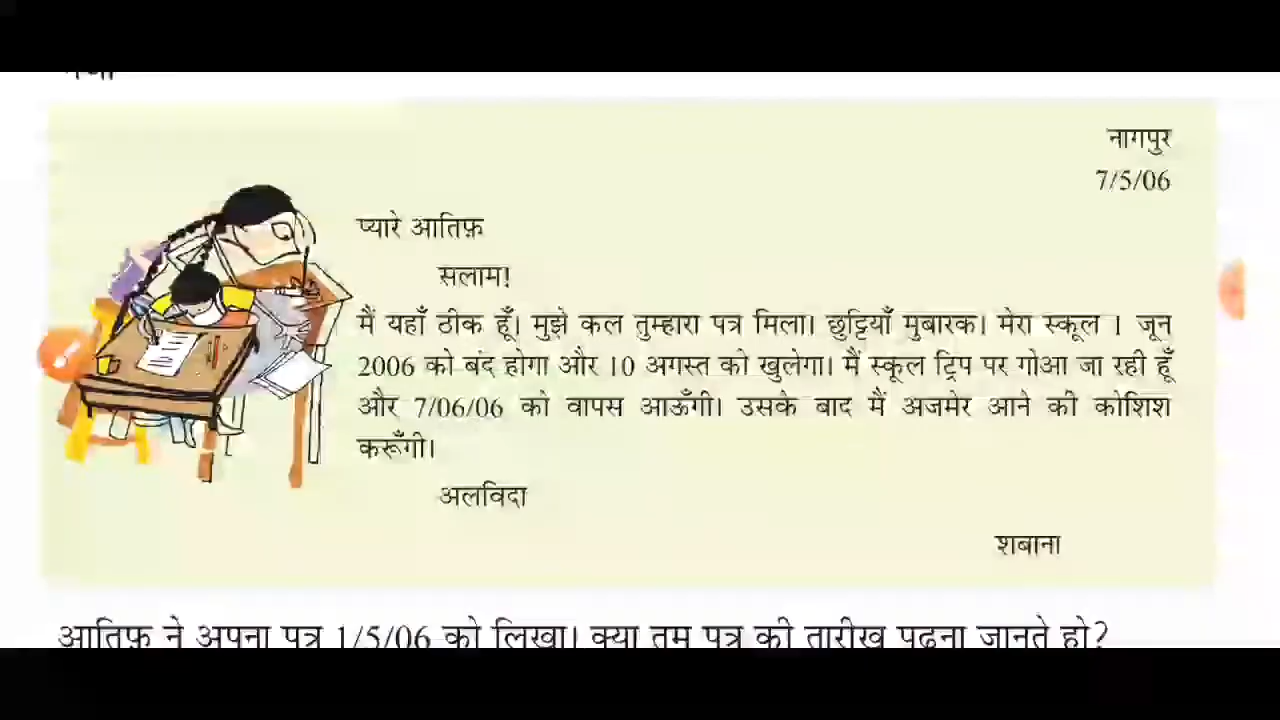 नागपुर
7/5/06
प्यारे आतिफ़
सलाम!
मैं यहाँ ठीक हूँ। मुझे कल तुम्हारा पत्र मिला। छुट्टियाँ मुबारक। मेरा स्कूल 1 जून
2006 को बंद होगा और 10 अगस्त को खुलेगा। मैं स्कूल ट्रिप पर गोआ जा रही हूँ
और 7/06/06 को वापस आऊँगी। उसके बाद मैं अजमेर आने की कोशिश
करूँगी।
अलविदा
शबाना
आतिफ़ ने अपना पत्र 1/5/06 को लिखा। क्या तुम पत्र की तारीख पढ़ना जानते हो?